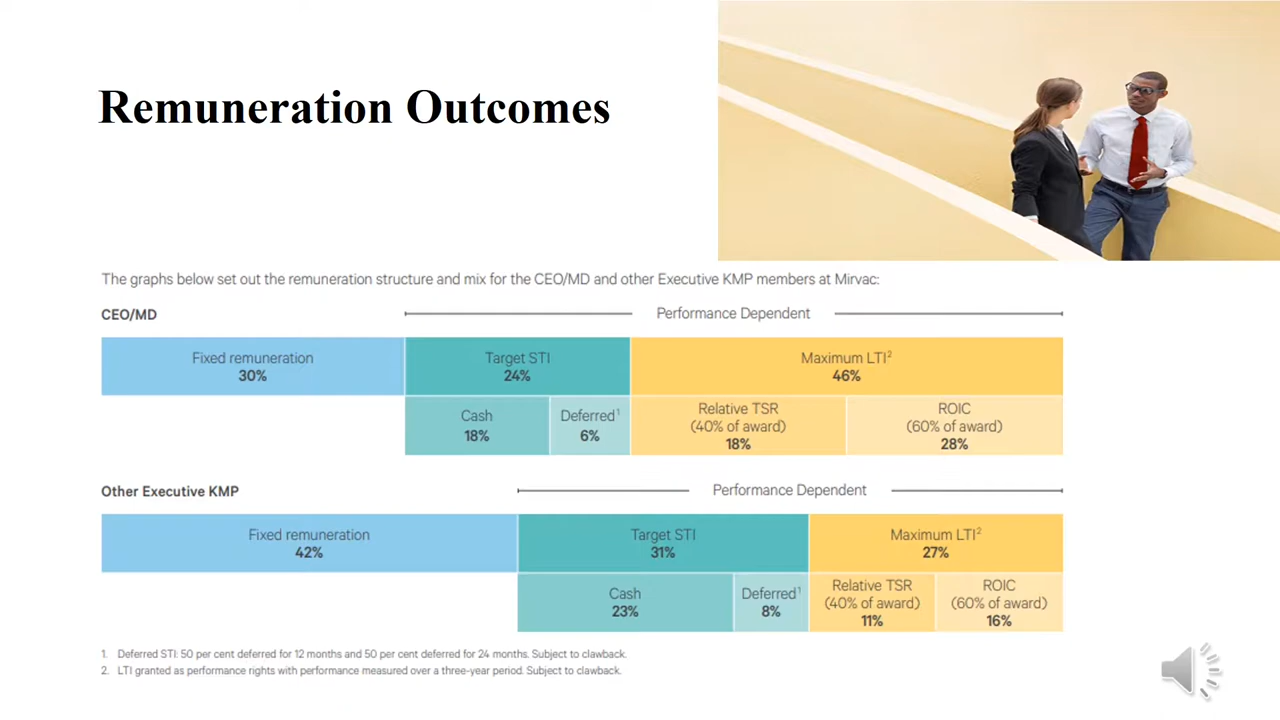 Remuneration Outcomes
The graphs below set out the remuneration structure and mix for the CEO/MD and other Executive KMP members at Mirvac:
CEO/MD
Performance Dependent
Fixed remuneration
30%
Target STI
24%
Maximum LTI²
46%
Cash
18%
Deferred¹
6%
Relative TSR
(40% of award)
18%
ROIC
(60% of award)
28%
Other Executive KMP
Performance Dependent
Fixed remuneration
42%
Target STI
31%
Maximum LTI²
27%
Cash
23%
Deferred¹
8%
Relative TSR
(40% of award)
11%
ROIC
(60% of award)
16%
1. Deferred STI: 50 per cent deferred for 12 months and 50 per cent deferred for 24 months. Subject to clawback.
2. LTI granted as performance rights with performance measured over a three-year period. Subject to clawback.